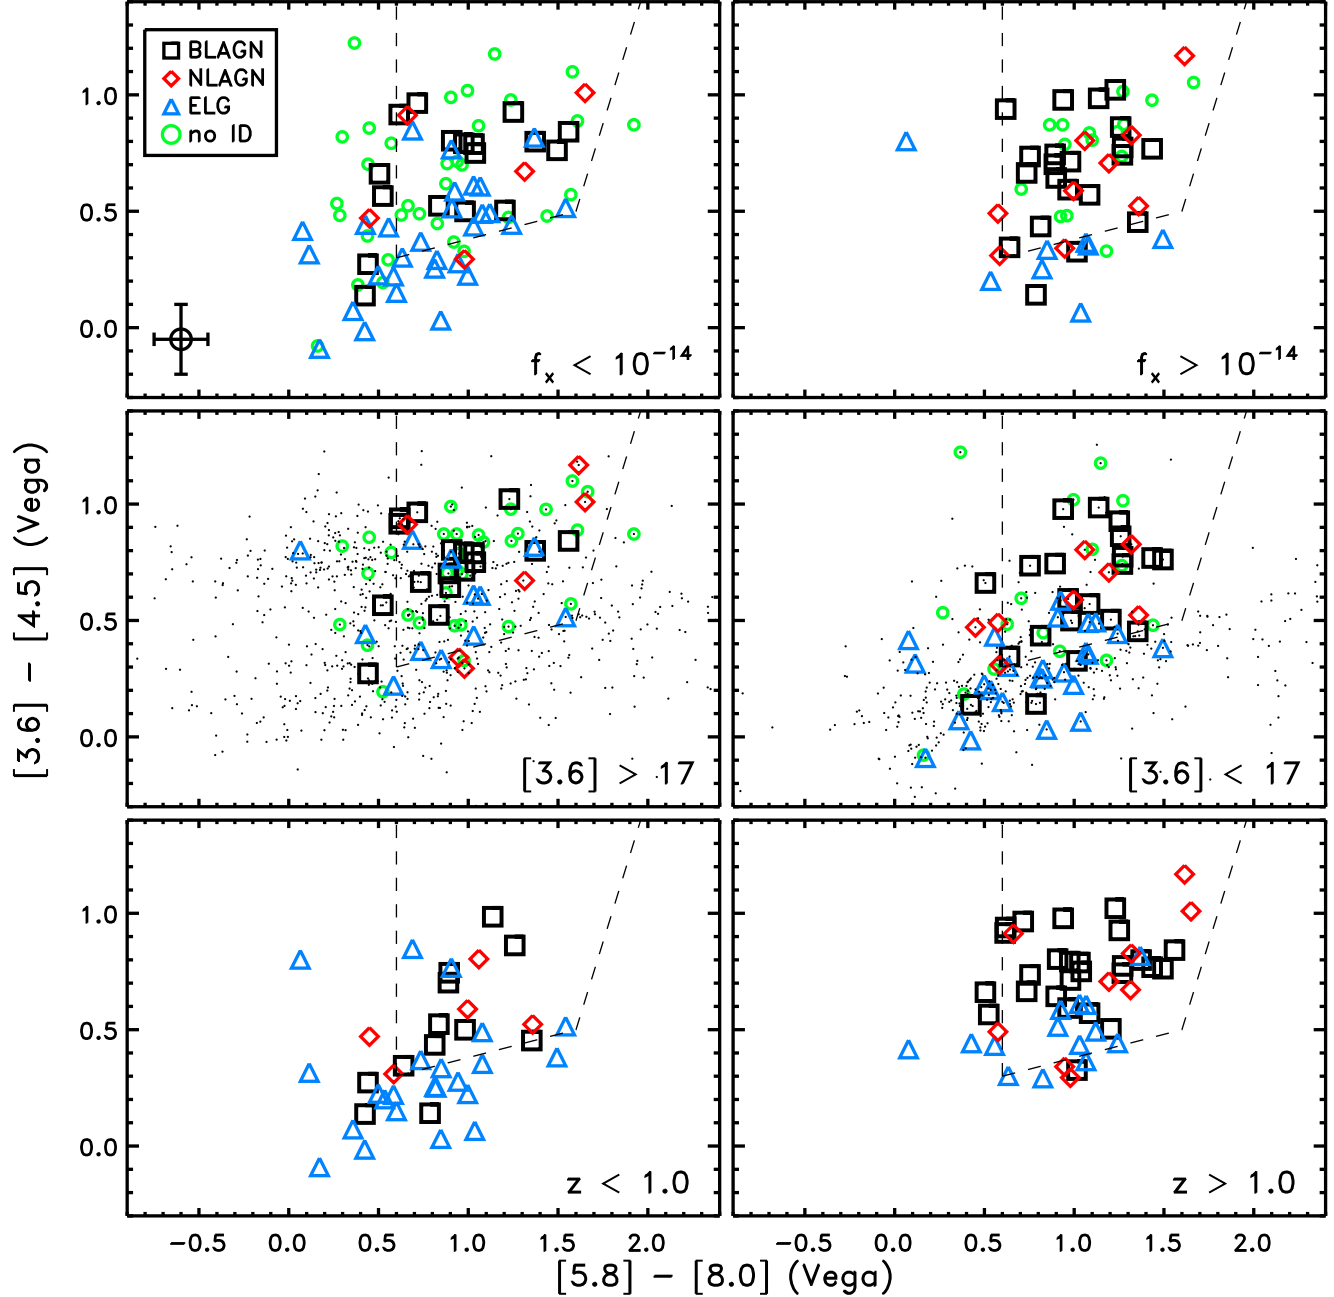 BLAGN
NLAGN
ELG
no ID
1.0
0.5
0.0
fₓ < 10⁻¹⁴
fₓ > 10⁻¹⁴
1.0
0.5
0.0
[3.6] > 17
[3.6] < 17
[3.6] − [4.5] (Vega)
1.0
0.5
0.0
z < 1.0
z > 1.0
−0.5 0.0 0.5 1.0 1.5 2.0
−0.5 0.0 0.5 1.0 1.5 2.0
[5.8] − [8.0] (Vega)